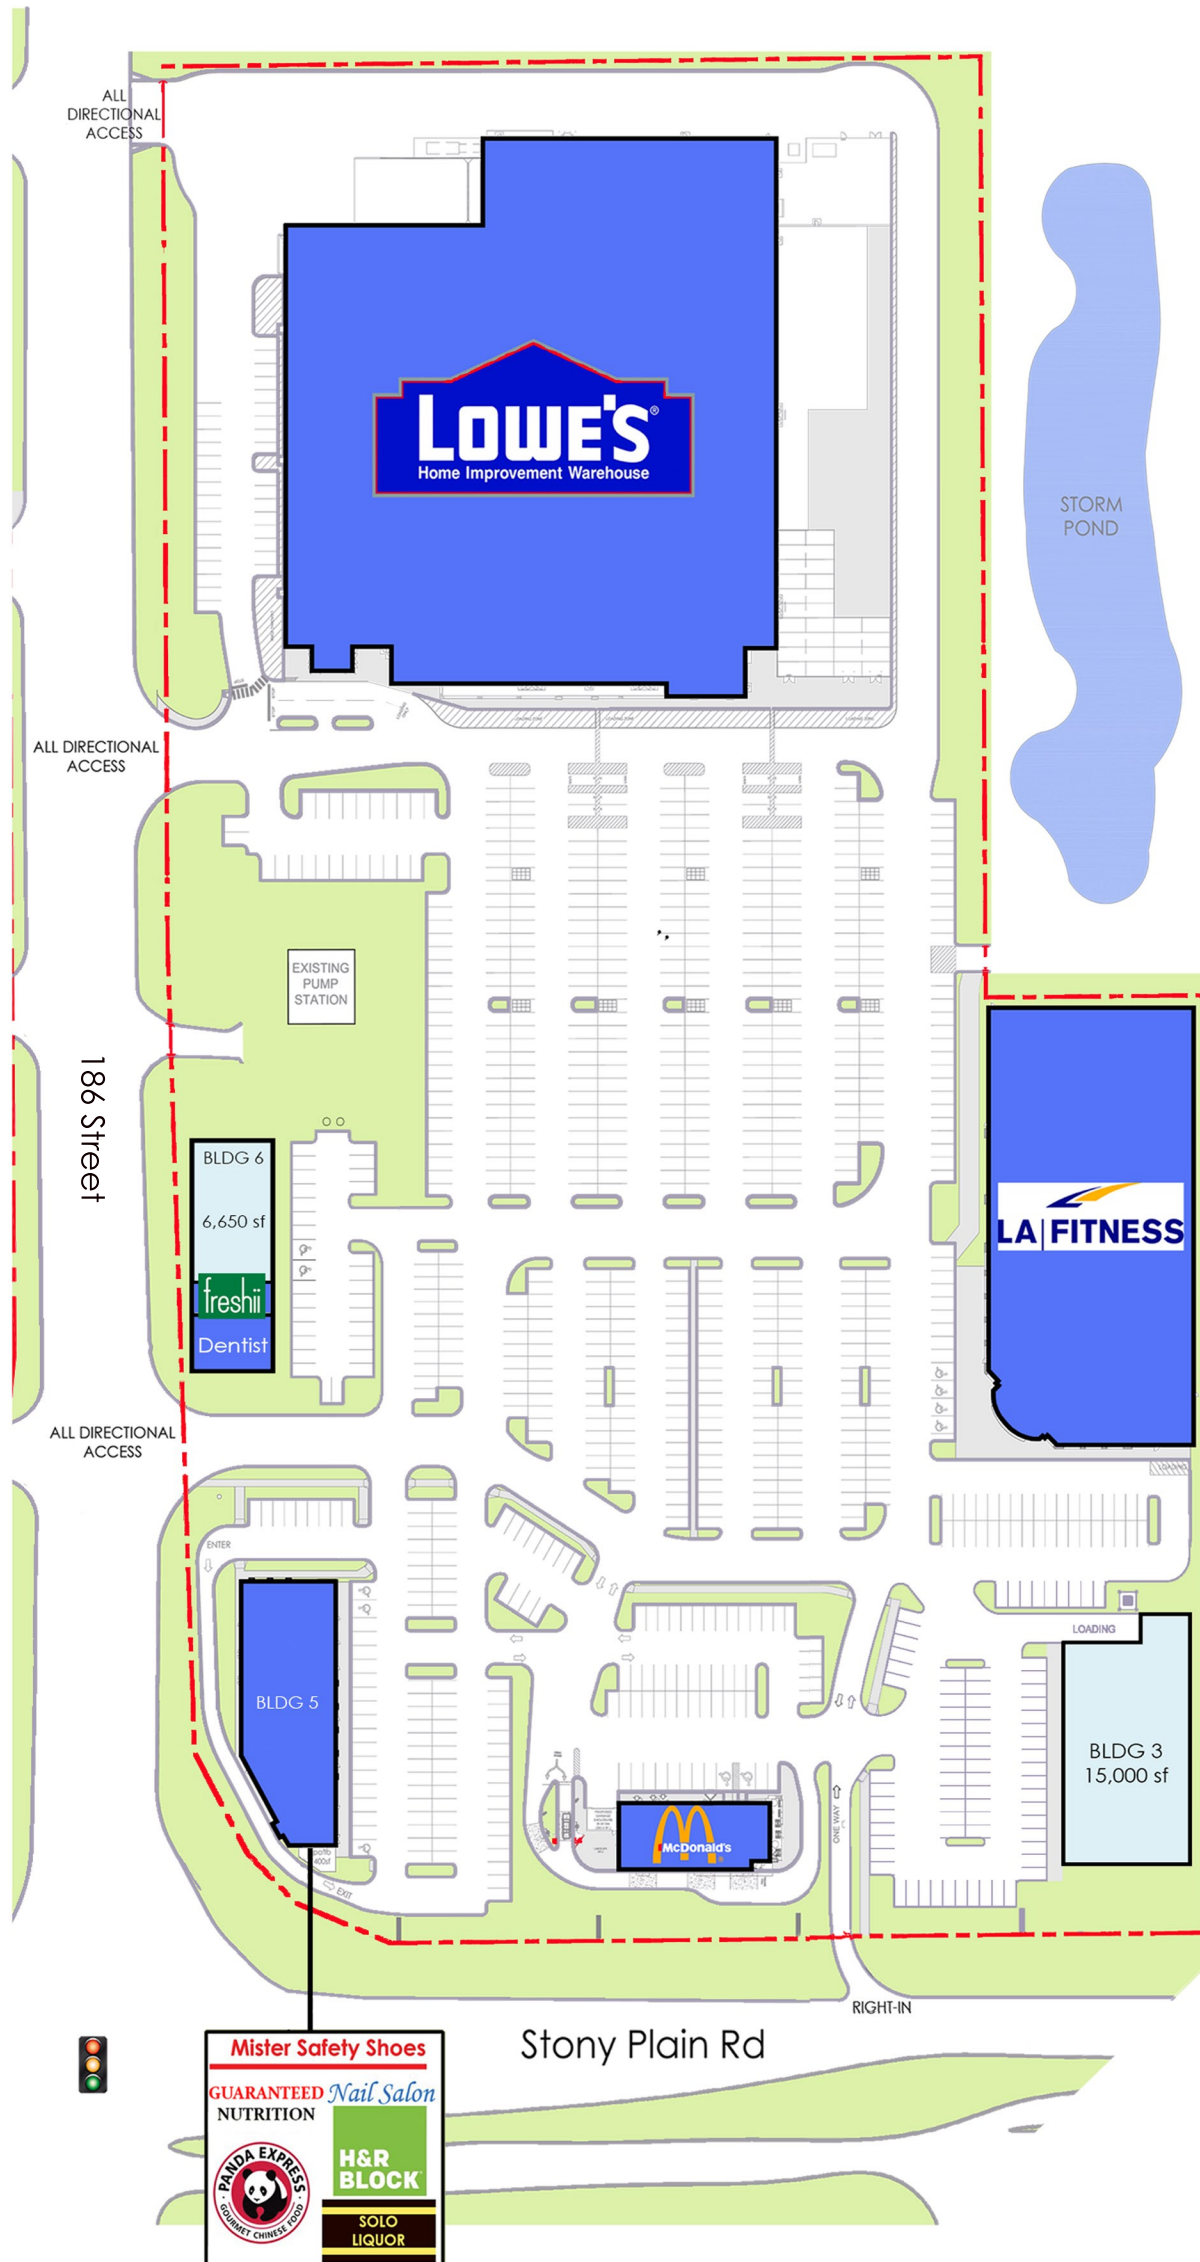 ALL
DIRECTIONAL
ACCESS
LOWE'S®
Home Improvement Warehouse
STORM
POND
ALL DIRECTIONAL
ACCESS
EXISTING
PUMP
STATION
186 Street
BLDG 6
6,650 sf
freshii
Dentist
LA FITNESS
ALL DIRECTIONAL
ACCESS
LOADING
ENTER
LOADING
BLDG 5
BLDG 3
15,000 sf
McDonald's
ONE WAY
patio
400sf
EXIT
RIGHT-IN
Stony Plain Rd
Mister Safety Shoes
GUARANTEED
NUTRITION
Nail Salon
PANDA EXPRESS
GOURMET CHINESE FOOD
H&R
BLOCK
SOLO
LIQUOR